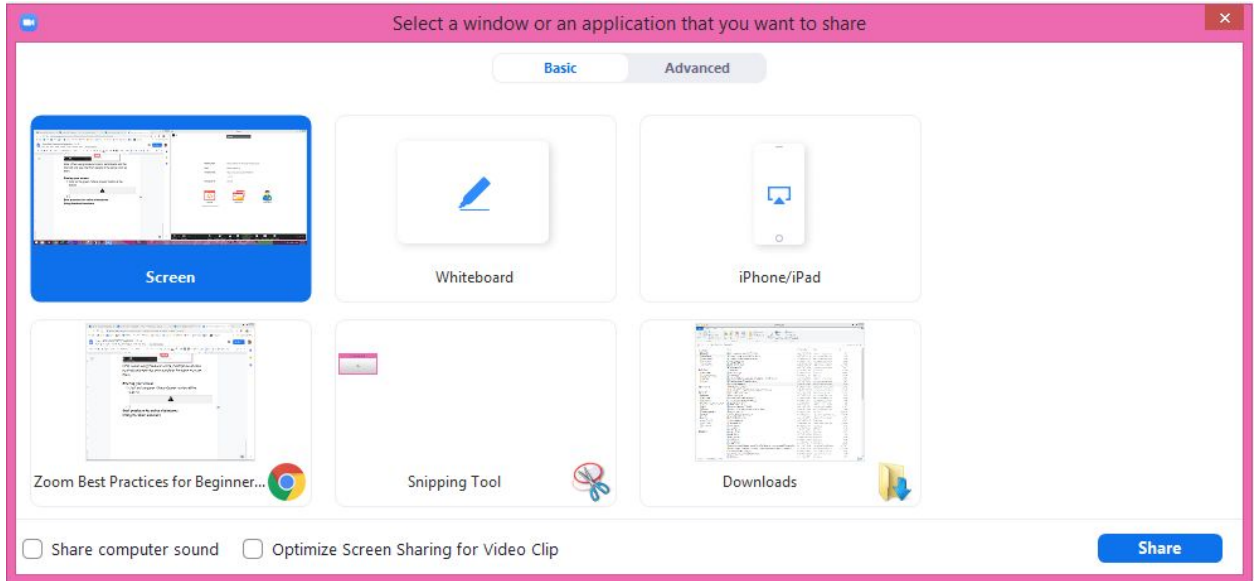 Select a window or an application that you want to share
Basic
Advanced
Screen
Whiteboard
iPhone/iPad
Zoom Best Practices for Beginner...
Snipping Tool
Downloads
Share computer sound
Optimize Screen Sharing for Video Clip
Share